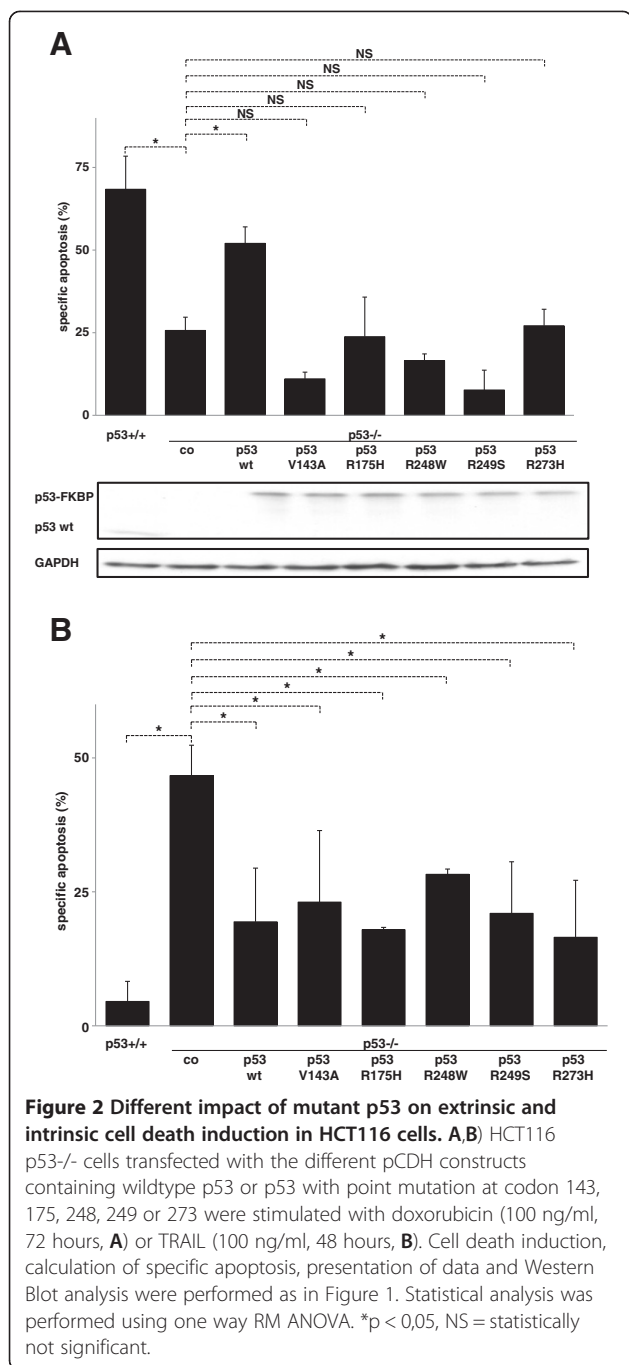 A
NS
NS
NS
NS
NS
*
*
specific apoptosis (%)
75
50
25
0
p53+/+
p53-/-
co
p53 wt
p53 V143A
p53 R175H
p53 R248W
p53 R249S
p53 R273H
p53-FKBP
p53 wt
GAPDH
B
*
*
*
*
*
*
*
specific apoptosis (%)
50
25
0
p53+/+
p53-/-
co
p53 wt
p53 V143A
p53 R175H
p53 R248W
p53 R249S
p53 R273H
Figure 2 Different impact of mutant p53 on extrinsic and
intrinsic cell death induction in HCT116 cells. A,B) HCT116
p53-/- cells transfected with the different pCDH constructs
containing wildtype p53 or p53 with point mutation at codon 143,
175, 248, 249 or 273 were stimulated with doxorubicin (100 ng/ml,
72 hours, A) or TRAIL (100 ng/ml, 48 hours, B). Cell death induction,
calculation of specific apoptosis, presentation of data and Western
Blot analysis were performed as in Figure 1. Statistical analysis was
performed using one way RM ANOVA. *p < 0,05, NS = statistically
not significant.